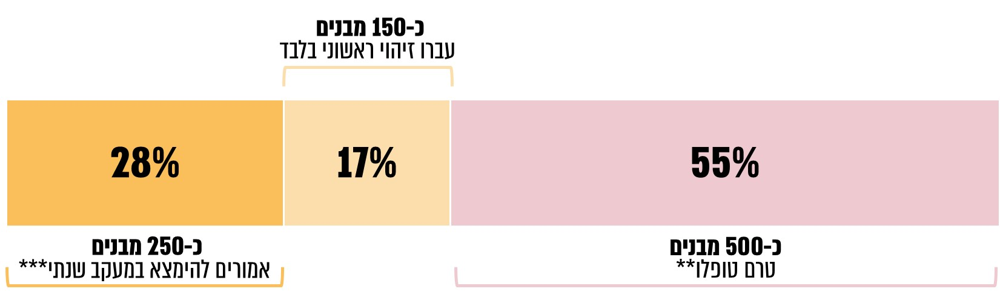 כ-150 מבנים
עברו זיהוי ראשוני בלבד
55%
17%
28%
כ-500 מבנים
טרם טופלו**
כ-250 מבנים
אמורים להימצא במעקב שנתי***